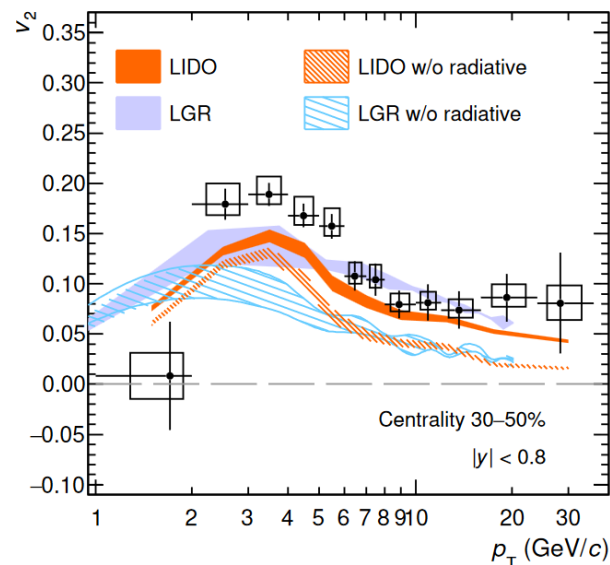 v₂
0.35
0.30
0.25
0.20
0.15
0.10
0.05
0.00
−0.05
−0.10
LIDO
LIDO w/o radiative
LGR
LGR w/o radiative
Centrality 30–50%
|y| < 0.8
1 2 3 4 5 6 7 8 9 10 20 30
p_T (GeV/c)